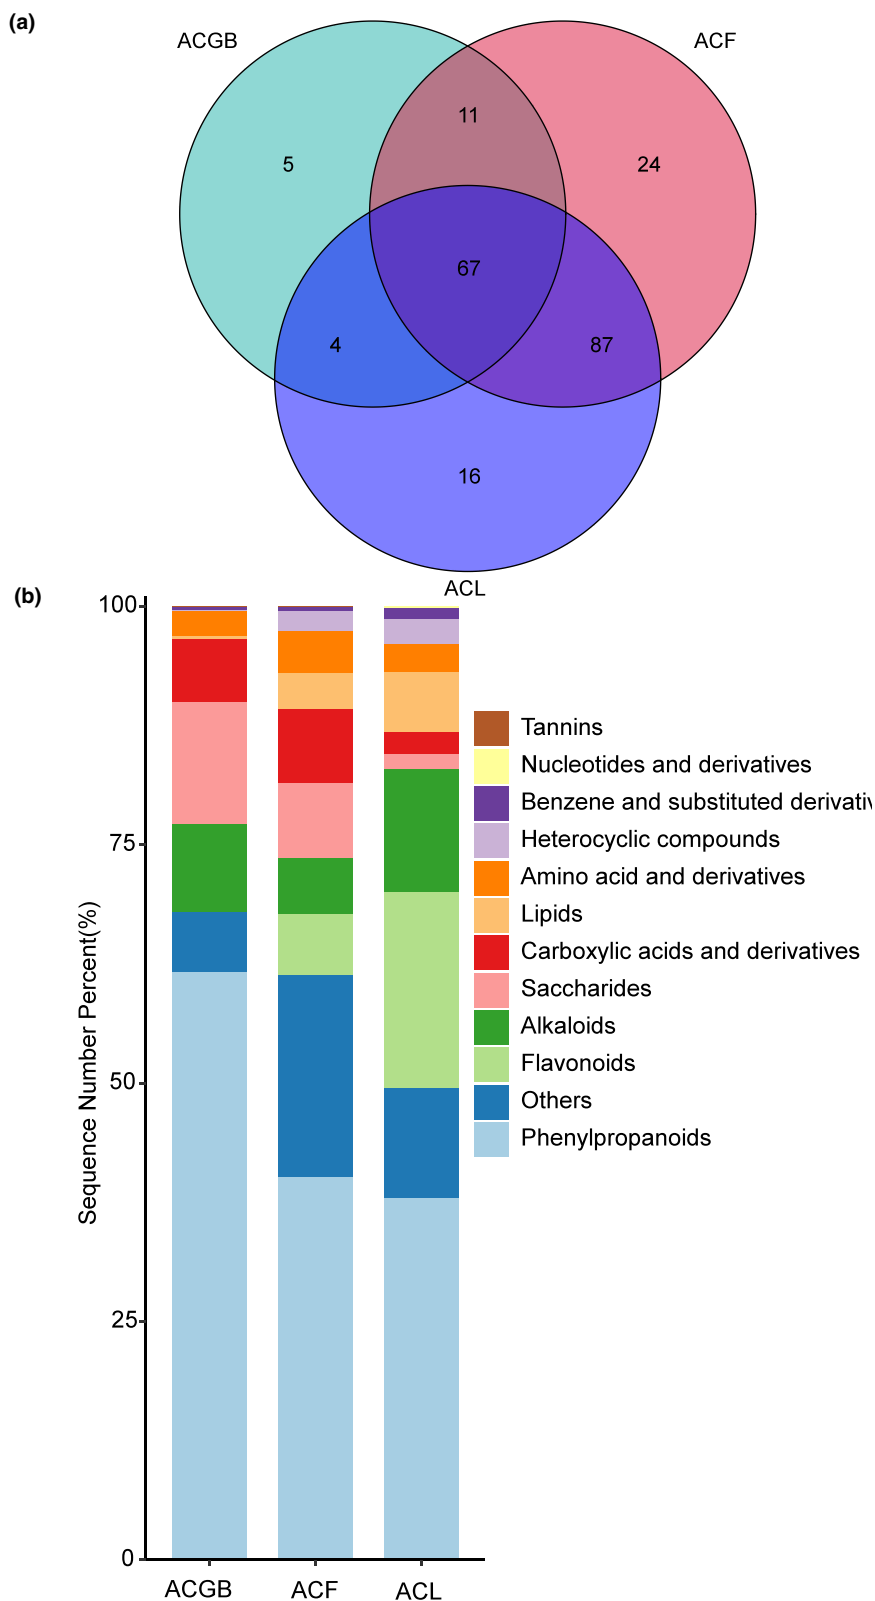 (a)
ACGB
ACF
11
5
24
67
4
87
16
ACL
(b)
100
75
50
25
0
Sequence Number Percent(%)
Tannins
Nucleotides and derivatives
Benzene and substituted derivativ
Heterocyclic compounds
Amino acid and derivatives
Lipids
Carboxylic acids and derivatives
Saccharides
Alkaloids
Flavonoids
Others
Phenylpropanoids
ACGB
ACF
ACL